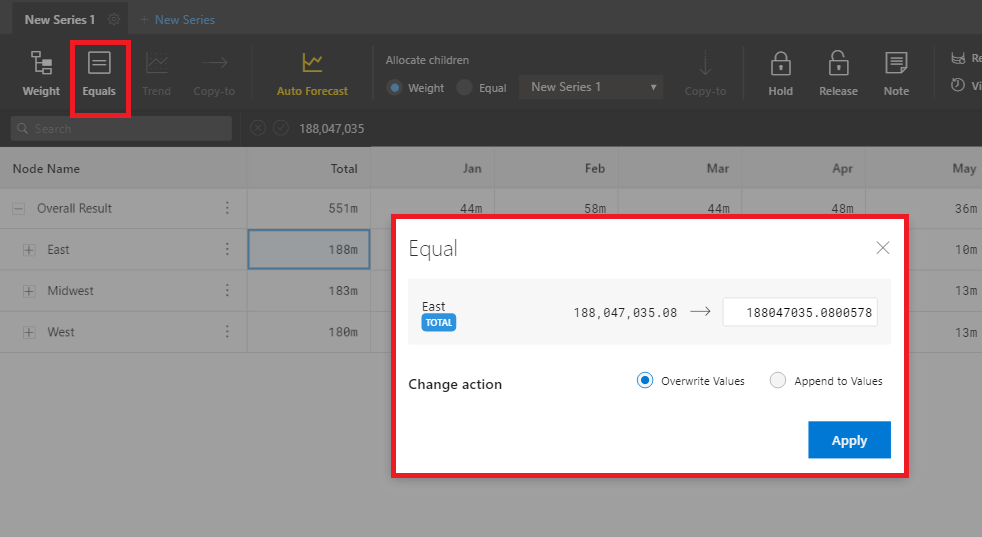 New Series 1 + New Series
Allocate children
Weight Equals Trend Copy-to Auto Forecast Weight Equal New Series 1 Copy-to Hold Release Note
Search 188,047,035
Node Name Total Jan Feb Mar Apr May
Overall Result 551m 44m 58m 44m 48m 36m
East 188m 10m
Midwest 183m 13m
West 180m 13m
Equal
East 188,047,035.08 → 188047035.0800578
TOTAL
Change action Overwrite Values Append to Values
Apply